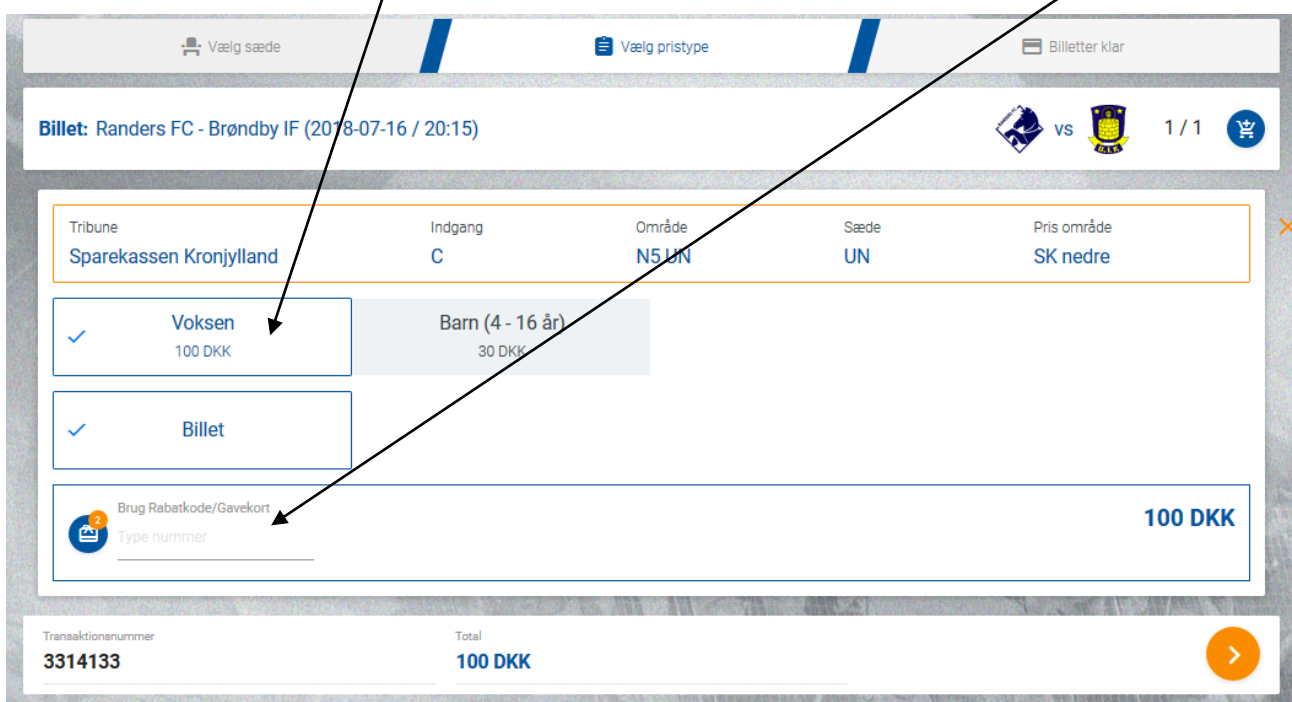 Vælg sæde
Vælg pristype
Billetter klar
Billet: Randers FC - Brøndby IF (2018-07-16 / 20:15)
vs
B.I.F.
1 / 1
Tribune Indgang Område Sæde Pris område
Sparekassen Kronjylland C N5 UN UN SK nedre
Voksen
100 DKK
Barn (4 - 16 år)
30 DKK
Billet
2
Brug Rabatkode/Gavekort
Type nummer
100 DKK
Transaktionsnummer Total
3314133 100 DKK